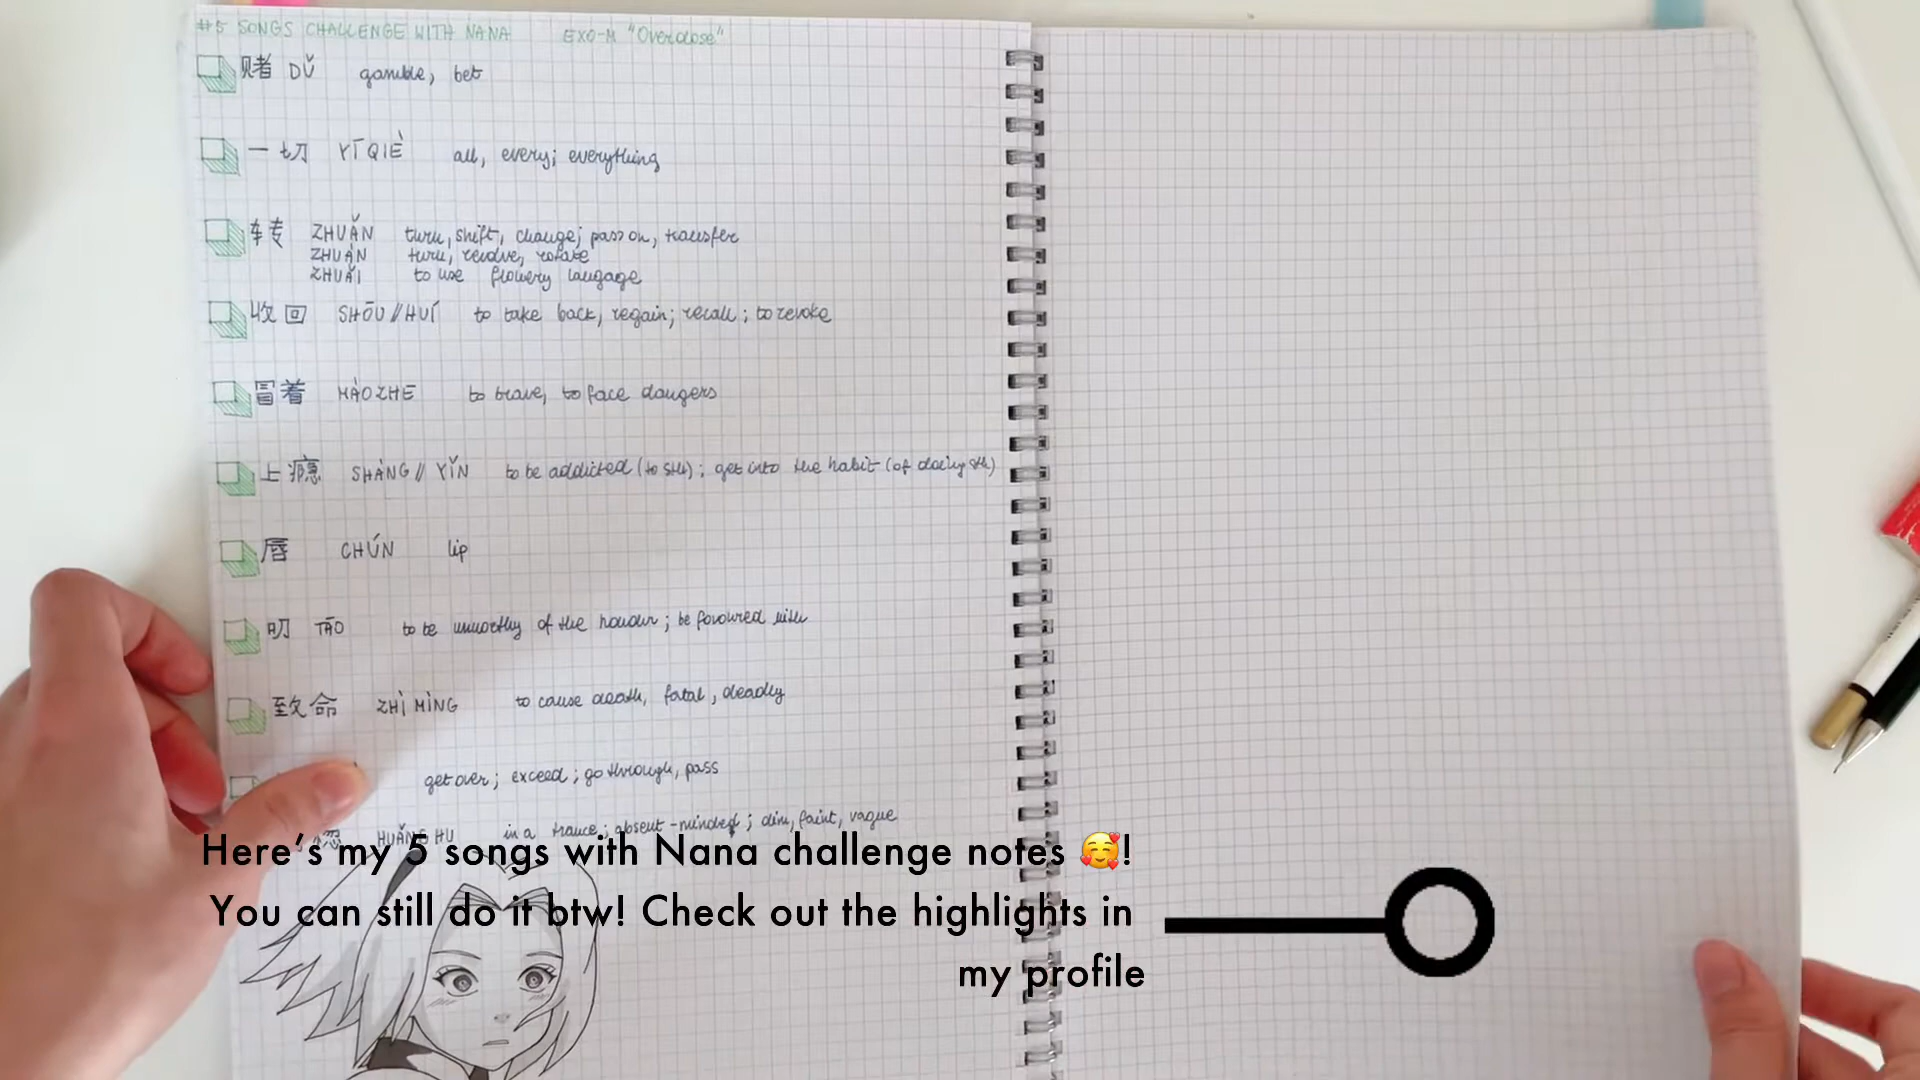 #5 SONGS CHALLENGE WITH NANA EXO-M "Overdose"
赌 DǓ gamble, bet
一切 YĪQIÈ all, every; everything
转 ZHUǍN turn, shift, change; pass on, transfer
ZHUÀN turn, revolve, rotate
ZHUǍI to use flowery language
收回 SHŌU//HUÍ to take back, regain; recall; to revoke
冒着 MÀOZHE to brave, to face dangers
上瘾 SHÀNG//YǏN to be addicted (to sth); get into the habit (of doing sth)
唇 CHÚN lip
叨 TĀO to be unworthy of the honour; be favoured with
致命 ZHÌMÌNG to cause death, fatal, deadly
get over; exceed; go through, pass
惚 HUǍNGHU in a trance; absent-minded; dim, faint, vague
Here's my 5 songs with Nana challenge notes 🥰!
You can still do it btw! Check out the highlights in
my profile